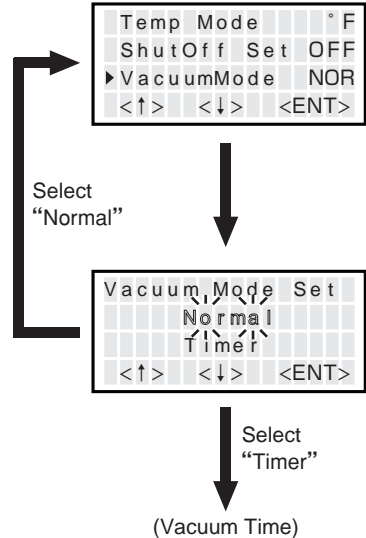 Temp Mode °F
ShutOff Set OFF
▶VacuumMode NOR
<↑> <↓> <ENT>
Select
“Normal”
Vacuum Mode Set
Normal
Timer
<↑> <↓> <ENT>
Select
“Timer”
(Vacuum Time)